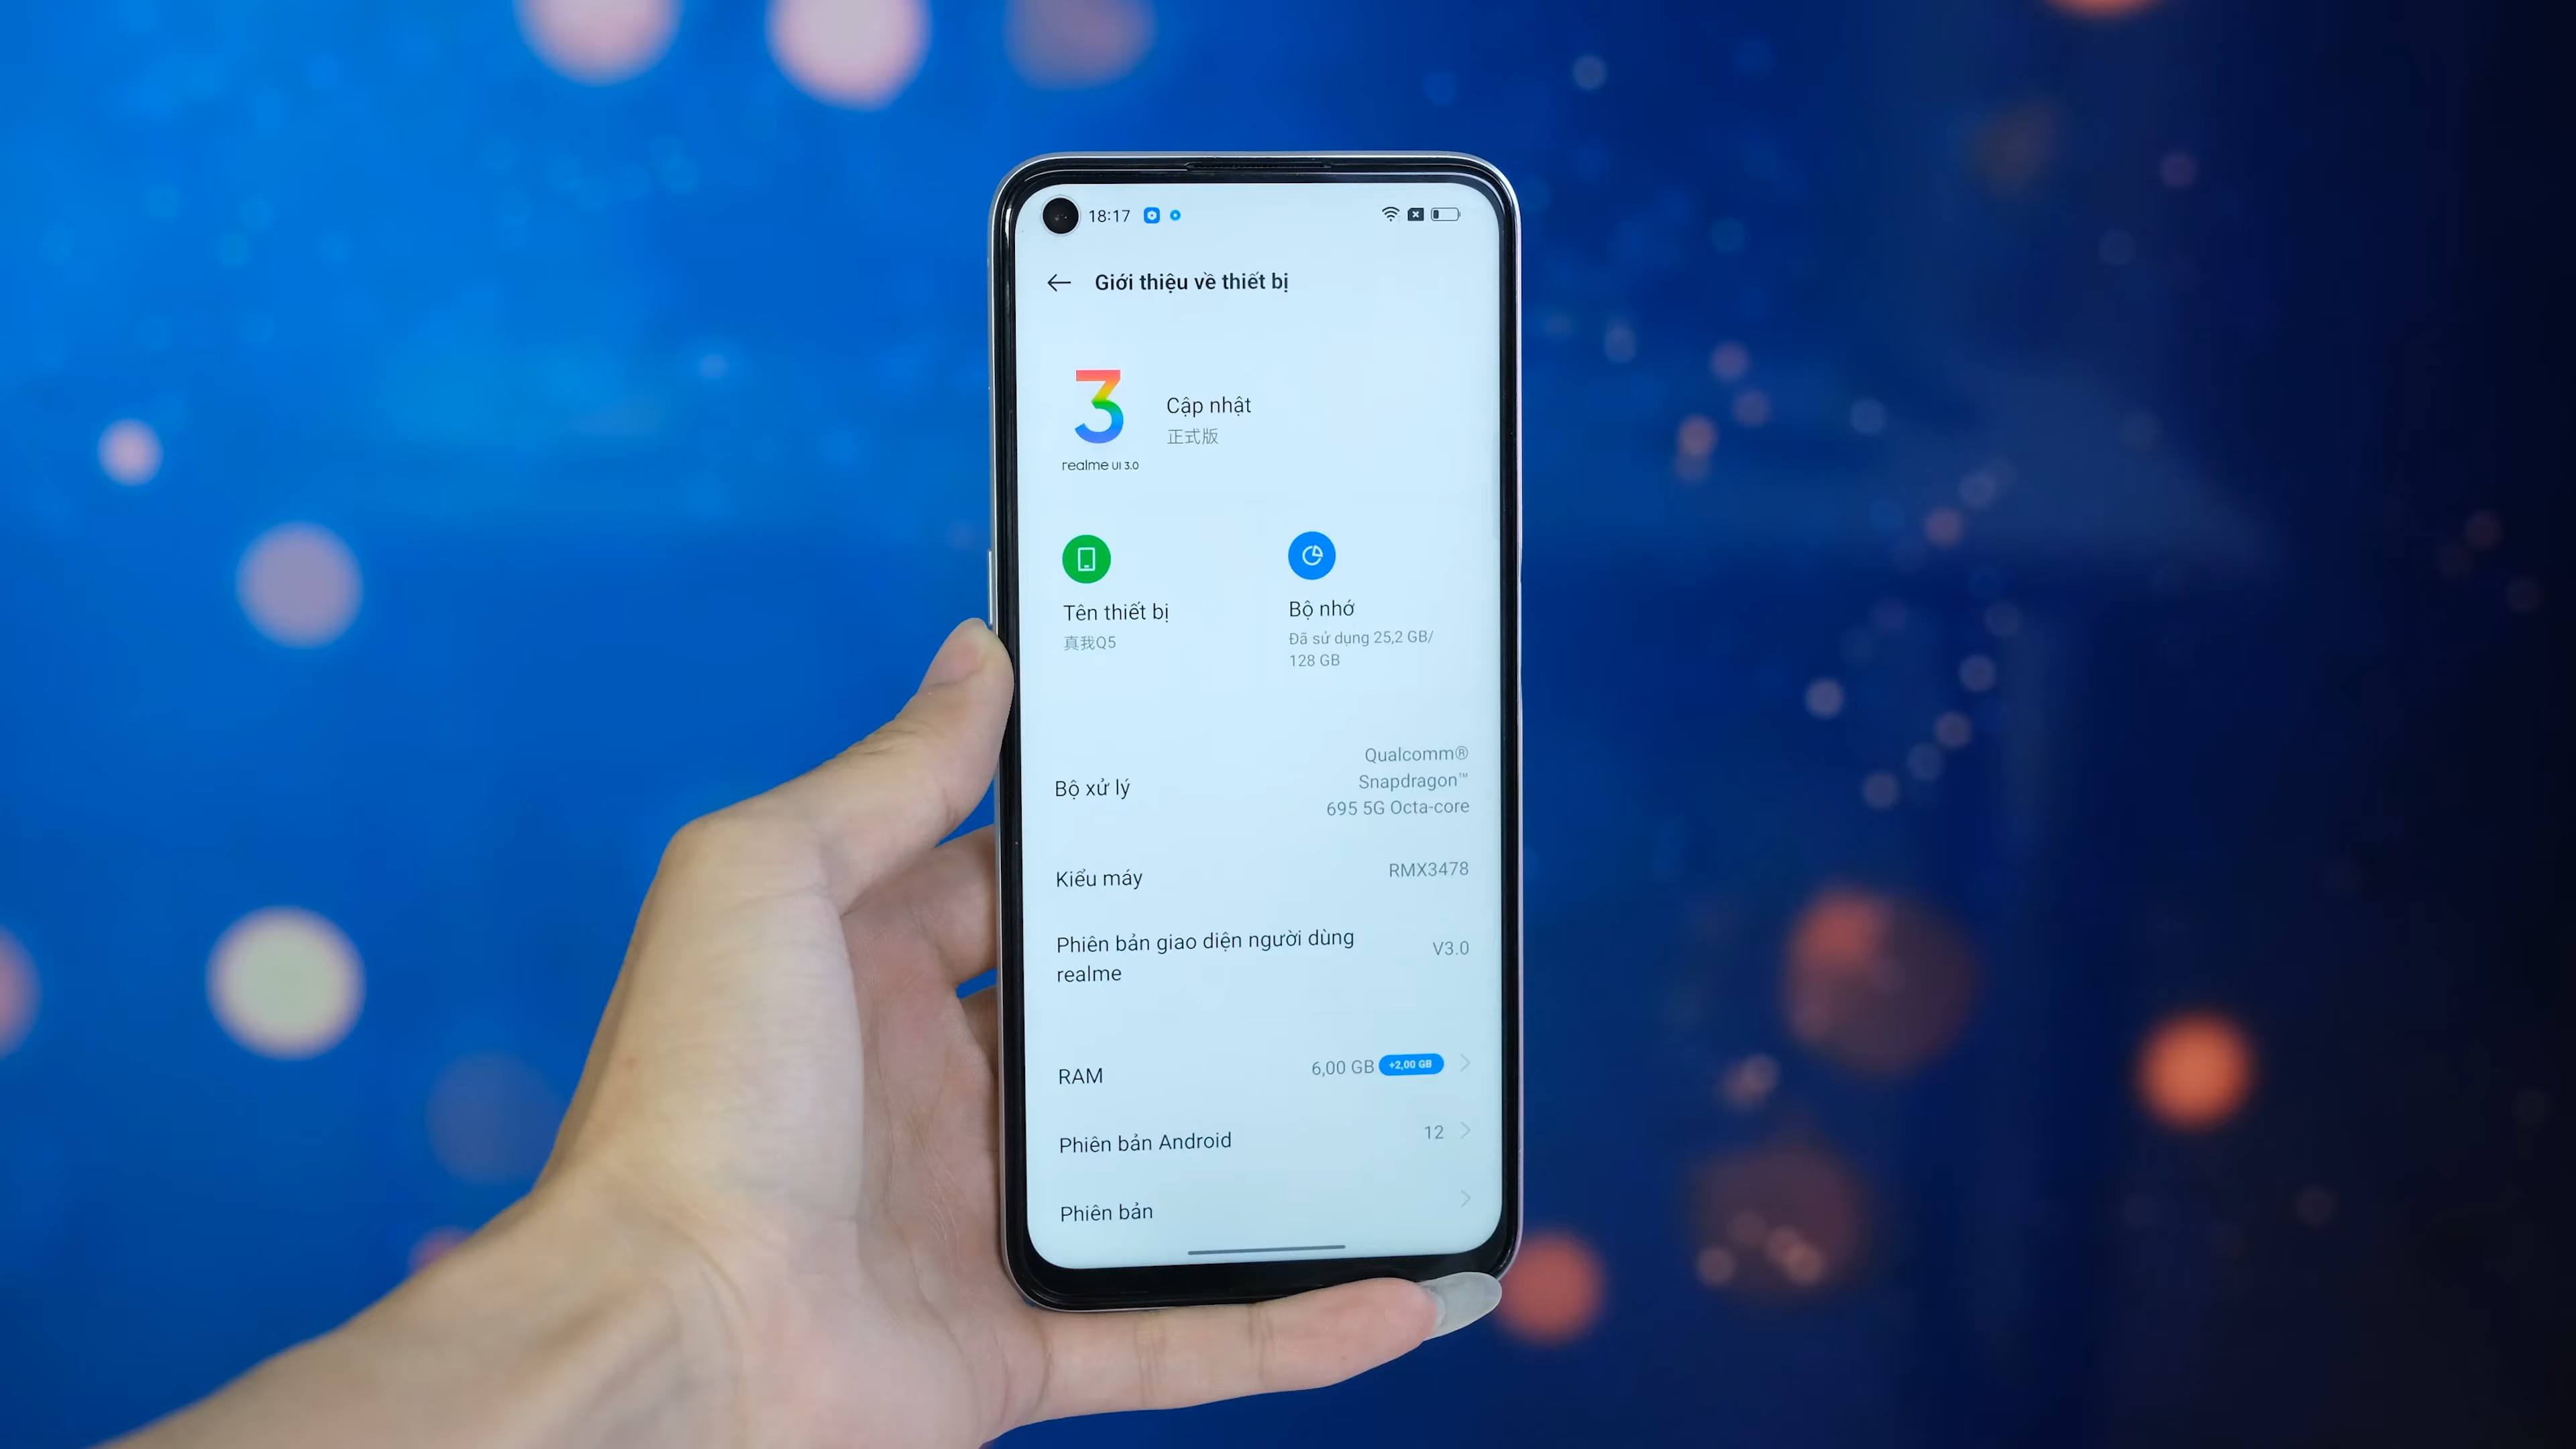 18:17
Giới thiệu về thiết bị
3
realme UI 3.0
Cập nhật
正式版
Tên thiết bị
真我Q5
Bộ nhớ
Đã sử dụng 25,2 GB/
128 GB
Bộ xử lý
Qualcomm®
Snapdragon™
695 5G Octa-core
Kiểu máy
RMX3478
Phiên bản giao diện người dùng
realme
V3.0
RAM
6,00 GB +2,00 GB
Phiên bản Android
12
Phiên bản